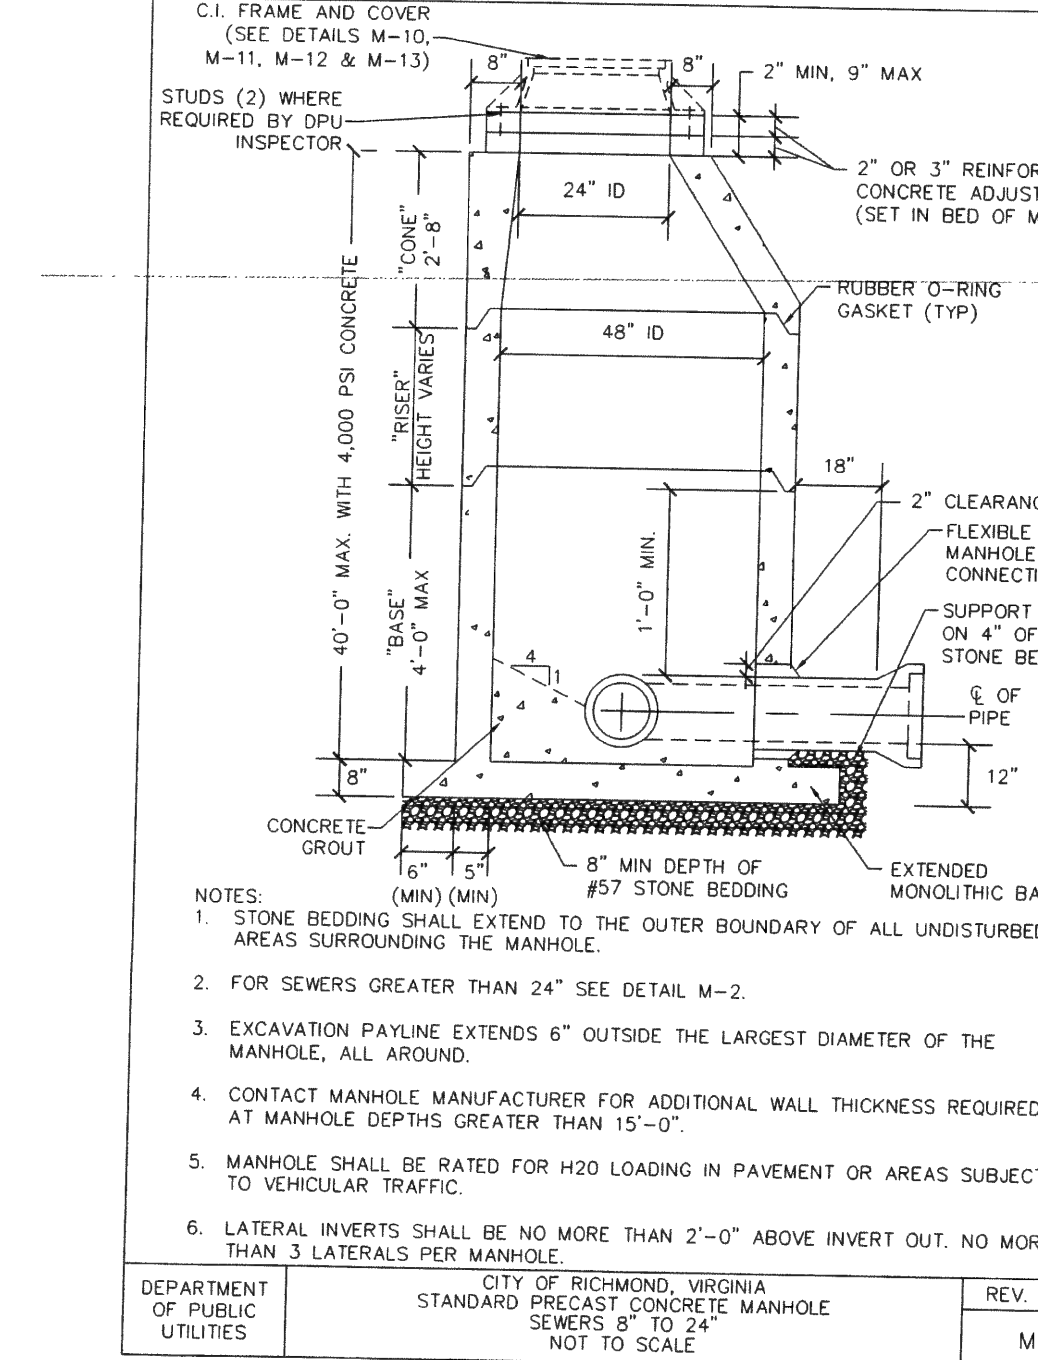 C.I. FRAME AND COVER
(SEE DETAILS M-10,
M-11, M-12 & M-13)
8"
8"
2" MIN, 9" MAX
STUDS (2) WHERE
REQUIRED BY DPU
INSPECTOR
2" OR 3" REINFOR
CONCRETE ADJUST
(SET IN BED OF M
24" ID
"CONE"
2'-8"
RUBBER O-RING
GASKET (TYP)
48" ID
40'-0" MAX. WITH 4,000 PSI CONCRETE
"RISER"
HEIGHT VARIES
18"
2" CLEARANC
FLEXIBLE
MANHOLE
CONNECTI
1'-0" MIN.
"BASE"
4'-0" MAX
SUPPORT
ON 4" OF
STONE BE
4
1
℄ OF
PIPE
8"
12"
CONCRETE
GROUT
6"
(MIN)
5"
(MIN)
8" MIN DEPTH OF
#57 STONE BEDDING
EXTENDED
MONOLITHIC BA
NOTES:
1. STONE BEDDING SHALL EXTEND TO THE OUTER BOUNDARY OF ALL UNDISTURBED
AREAS SURROUNDING THE MANHOLE.
2. FOR SEWERS GREATER THAN 24" SEE DETAIL M-2.
3. EXCAVATION PAYLINE EXTENDS 6" OUTSIDE THE LARGEST DIAMETER OF THE
MANHOLE, ALL AROUND.
4. CONTACT MANHOLE MANUFACTURER FOR ADDITIONAL WALL THICKNESS REQUIRED
AT MANHOLE DEPTHS GREATER THAN 15'-0".
5. MANHOLE SHALL BE RATED FOR H20 LOADING IN PAVEMENT OR AREAS SUBJECT
TO VEHICULAR TRAFFIC.
6. LATERAL INVERTS SHALL BE NO MORE THAN 2'-0" ABOVE INVERT OUT. NO MOR
THAN 3 LATERALS PER MANHOLE.
DEPARTMENT
OF PUBLIC
UTILITIES
CITY OF RICHMOND, VIRGINIA
STANDARD PRECAST CONCRETE MANHOLE
SEWERS 8" TO 24"
NOT TO SCALE
REV.
M